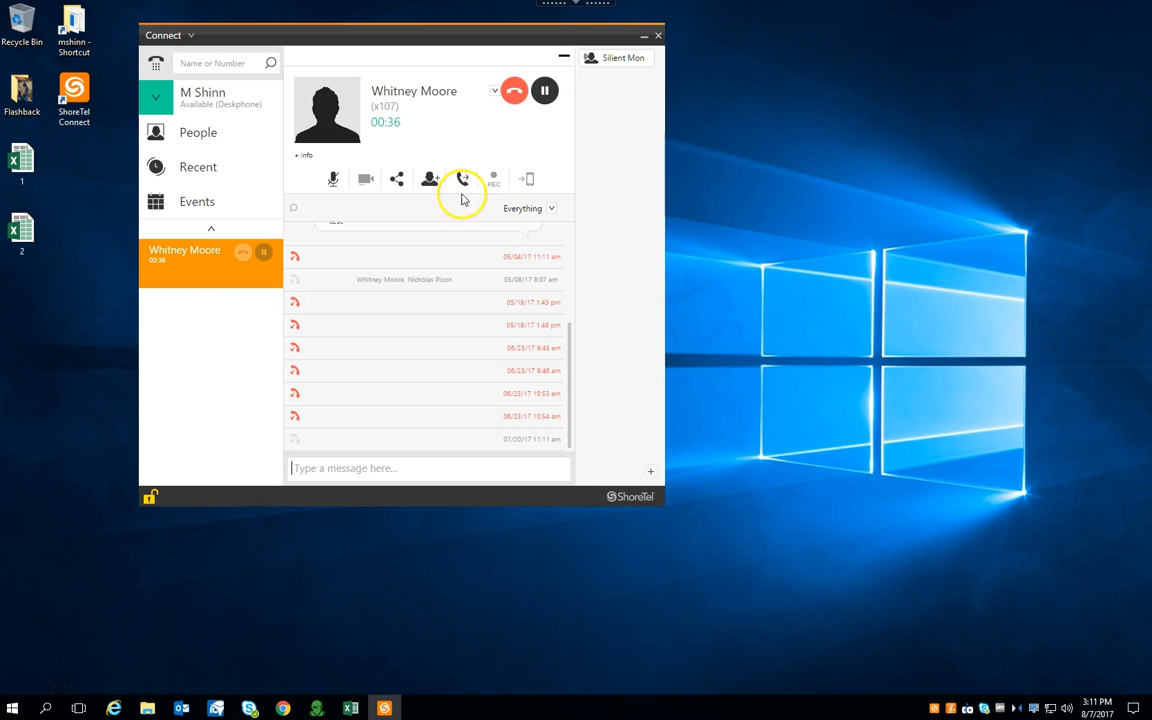 Recycle Bin
mshinn -
Shortcut
Flashback
ShoreTel
Connect
1
2
Connect
Name or Number
M Shinn
Available (Deskphone)
People
Recent
Events
Whitney Moore
00:36
Whitney Moore
(x107)
00:36
+ Info
REC
Everything
test
05/04/17 11:11 am
Whitney Moore, Nicholas Picon 05/08/17 8:07 am
05/19/17 1:43 pm
05/19/17 1:46 pm
06/23/17 9:45 am
06/23/17 9:46 am
06/23/17 10:53 am
06/23/17 10:54 am
07/20/17 11:11 am
Type a message here...
Silient Mon
ShoreTel
3:11 PM
8/7/2017